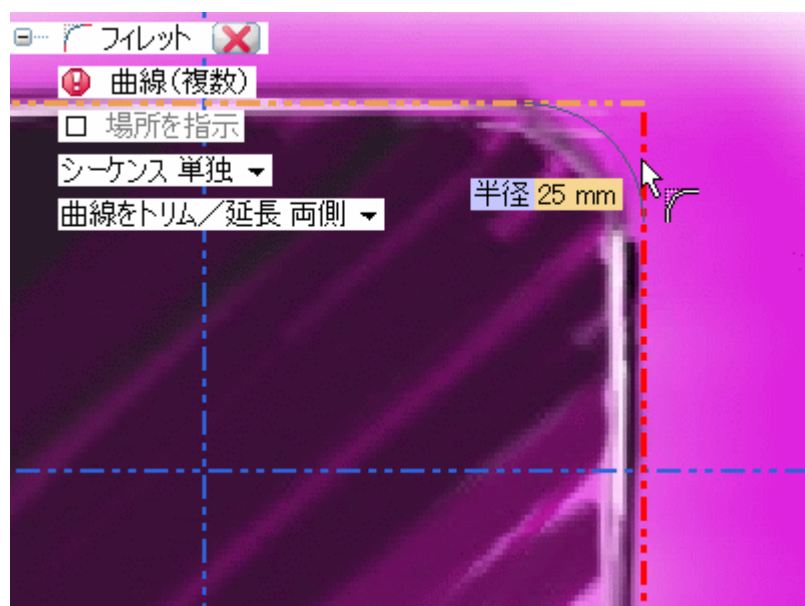 フィレット
曲線(複数)
場所を指示
シーケンス 単独
曲線をトリム／延長 両側
半径 25 mm